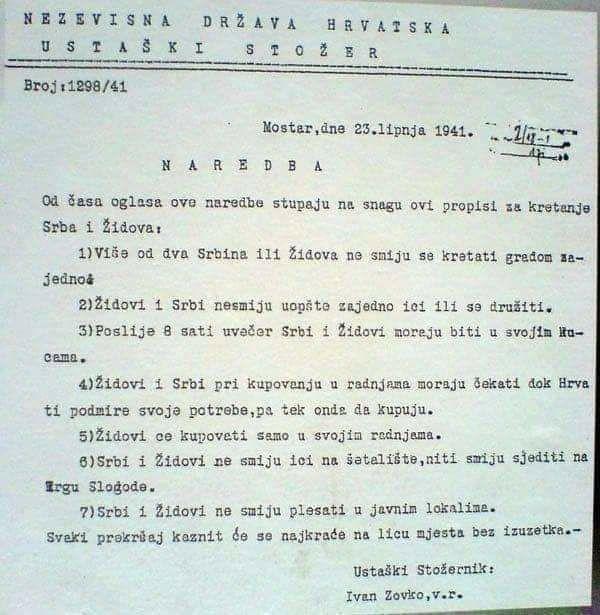 NEZEVISNA DRŽAVA HRVATSKA
USTAŠKI STOŽER
Broj:1298/41
Mostar,dne 23.lipnja 1941.
NAREDBA
Od časa oglasa ove naredbe stupaju na snagu ovi propisi za kretanje
Srba i Židova:
1)Više od dva Srbina ili Židova ne smiju se kretati gradom za-
jedno.
2)Židovi i Srbi nesmiju uopšte zajedno ici ili se družiti.
3)Poslije 8 sati uvečer Srbi i Židovi moraju biti u svojim ku-
cama.
4)Židovi i Srbi pri kupovanju u radnjama moraju čekati dok Hrva
ti podmire svoje potrebe,pa tek onda da kupuju.
5)Židovi ce kupovati samo u svojim radnjama.
6)Srbi i Židovi ne smiju ici na šetalište,niti smiju sjediti na
Trgu Slobode.
7)Srbi i Židovi ne smiju plesati u javnim lokalima.
Svaki prekršaj kaznit će se najkraće na licu mjesta bez izuzetka.-
Ustaški Stožernik:
Ivan Zovko,v.r.